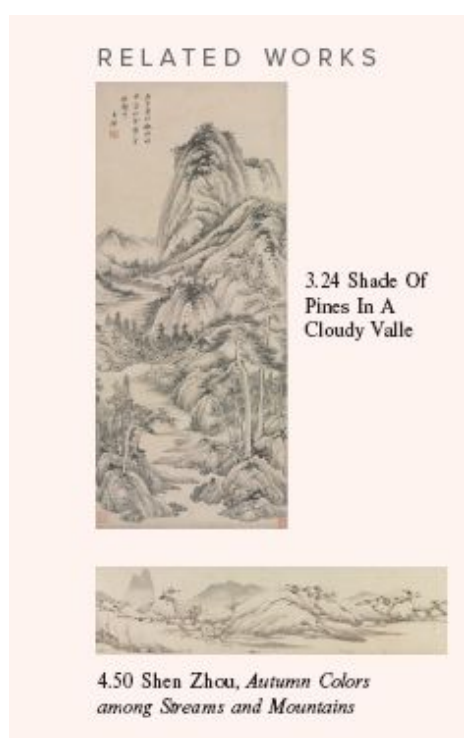 RELATED WORKS
3.24 Shade Of
Pines In A
Cloudy Valle
4.50 Shen Zhou, Autumn Colors
among Streams and Mountains